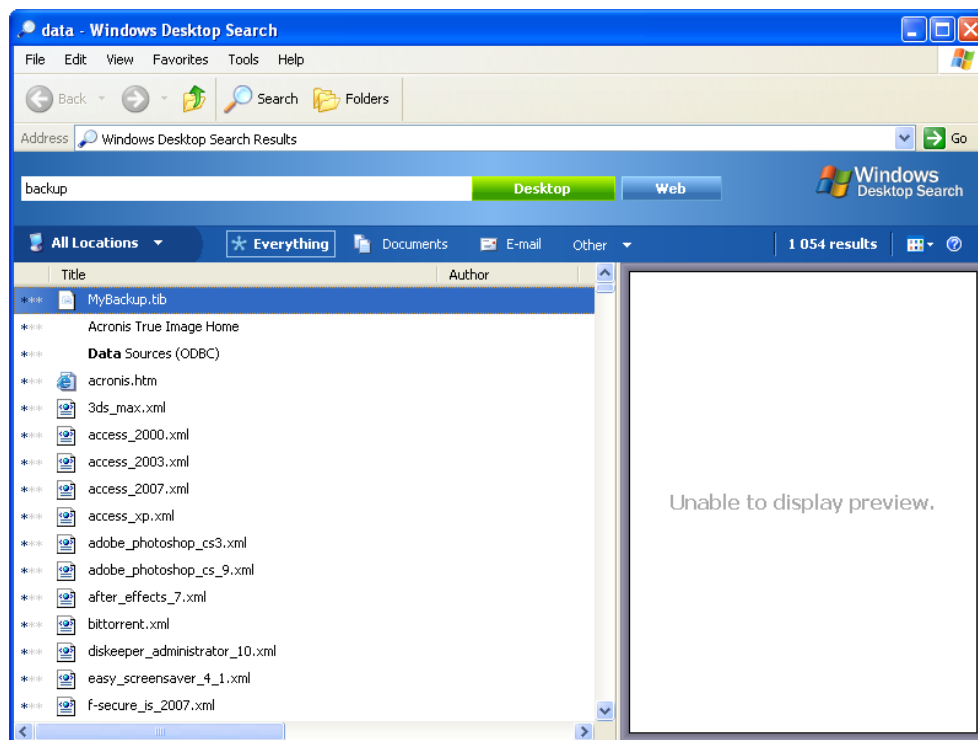 data - Windows Desktop Search
File Edit View Favorites Tools Help
Back Search Folders
Address Windows Desktop Search Results Go
backup Desktop Web Windows Desktop Search
All Locations Everything Documents E-mail Other 1 054 results
Title Author
MyBackup.tib
Acronis True Image Home
Data Sources (ODBC)
acronis.htm
3ds_max.xml
access_2000.xml
access_2003.xml
access_2007.xml
access_xp.xml
adobe_photoshop_cs3.xml
adobe_photoshop_cs_9.xml
after_effects_7.xml
bittorrent.xml
diskeeper_administrator_10.xml
easy_screensaver_4_1.xml
f-secure_is_2007.xml
Unable to display preview.